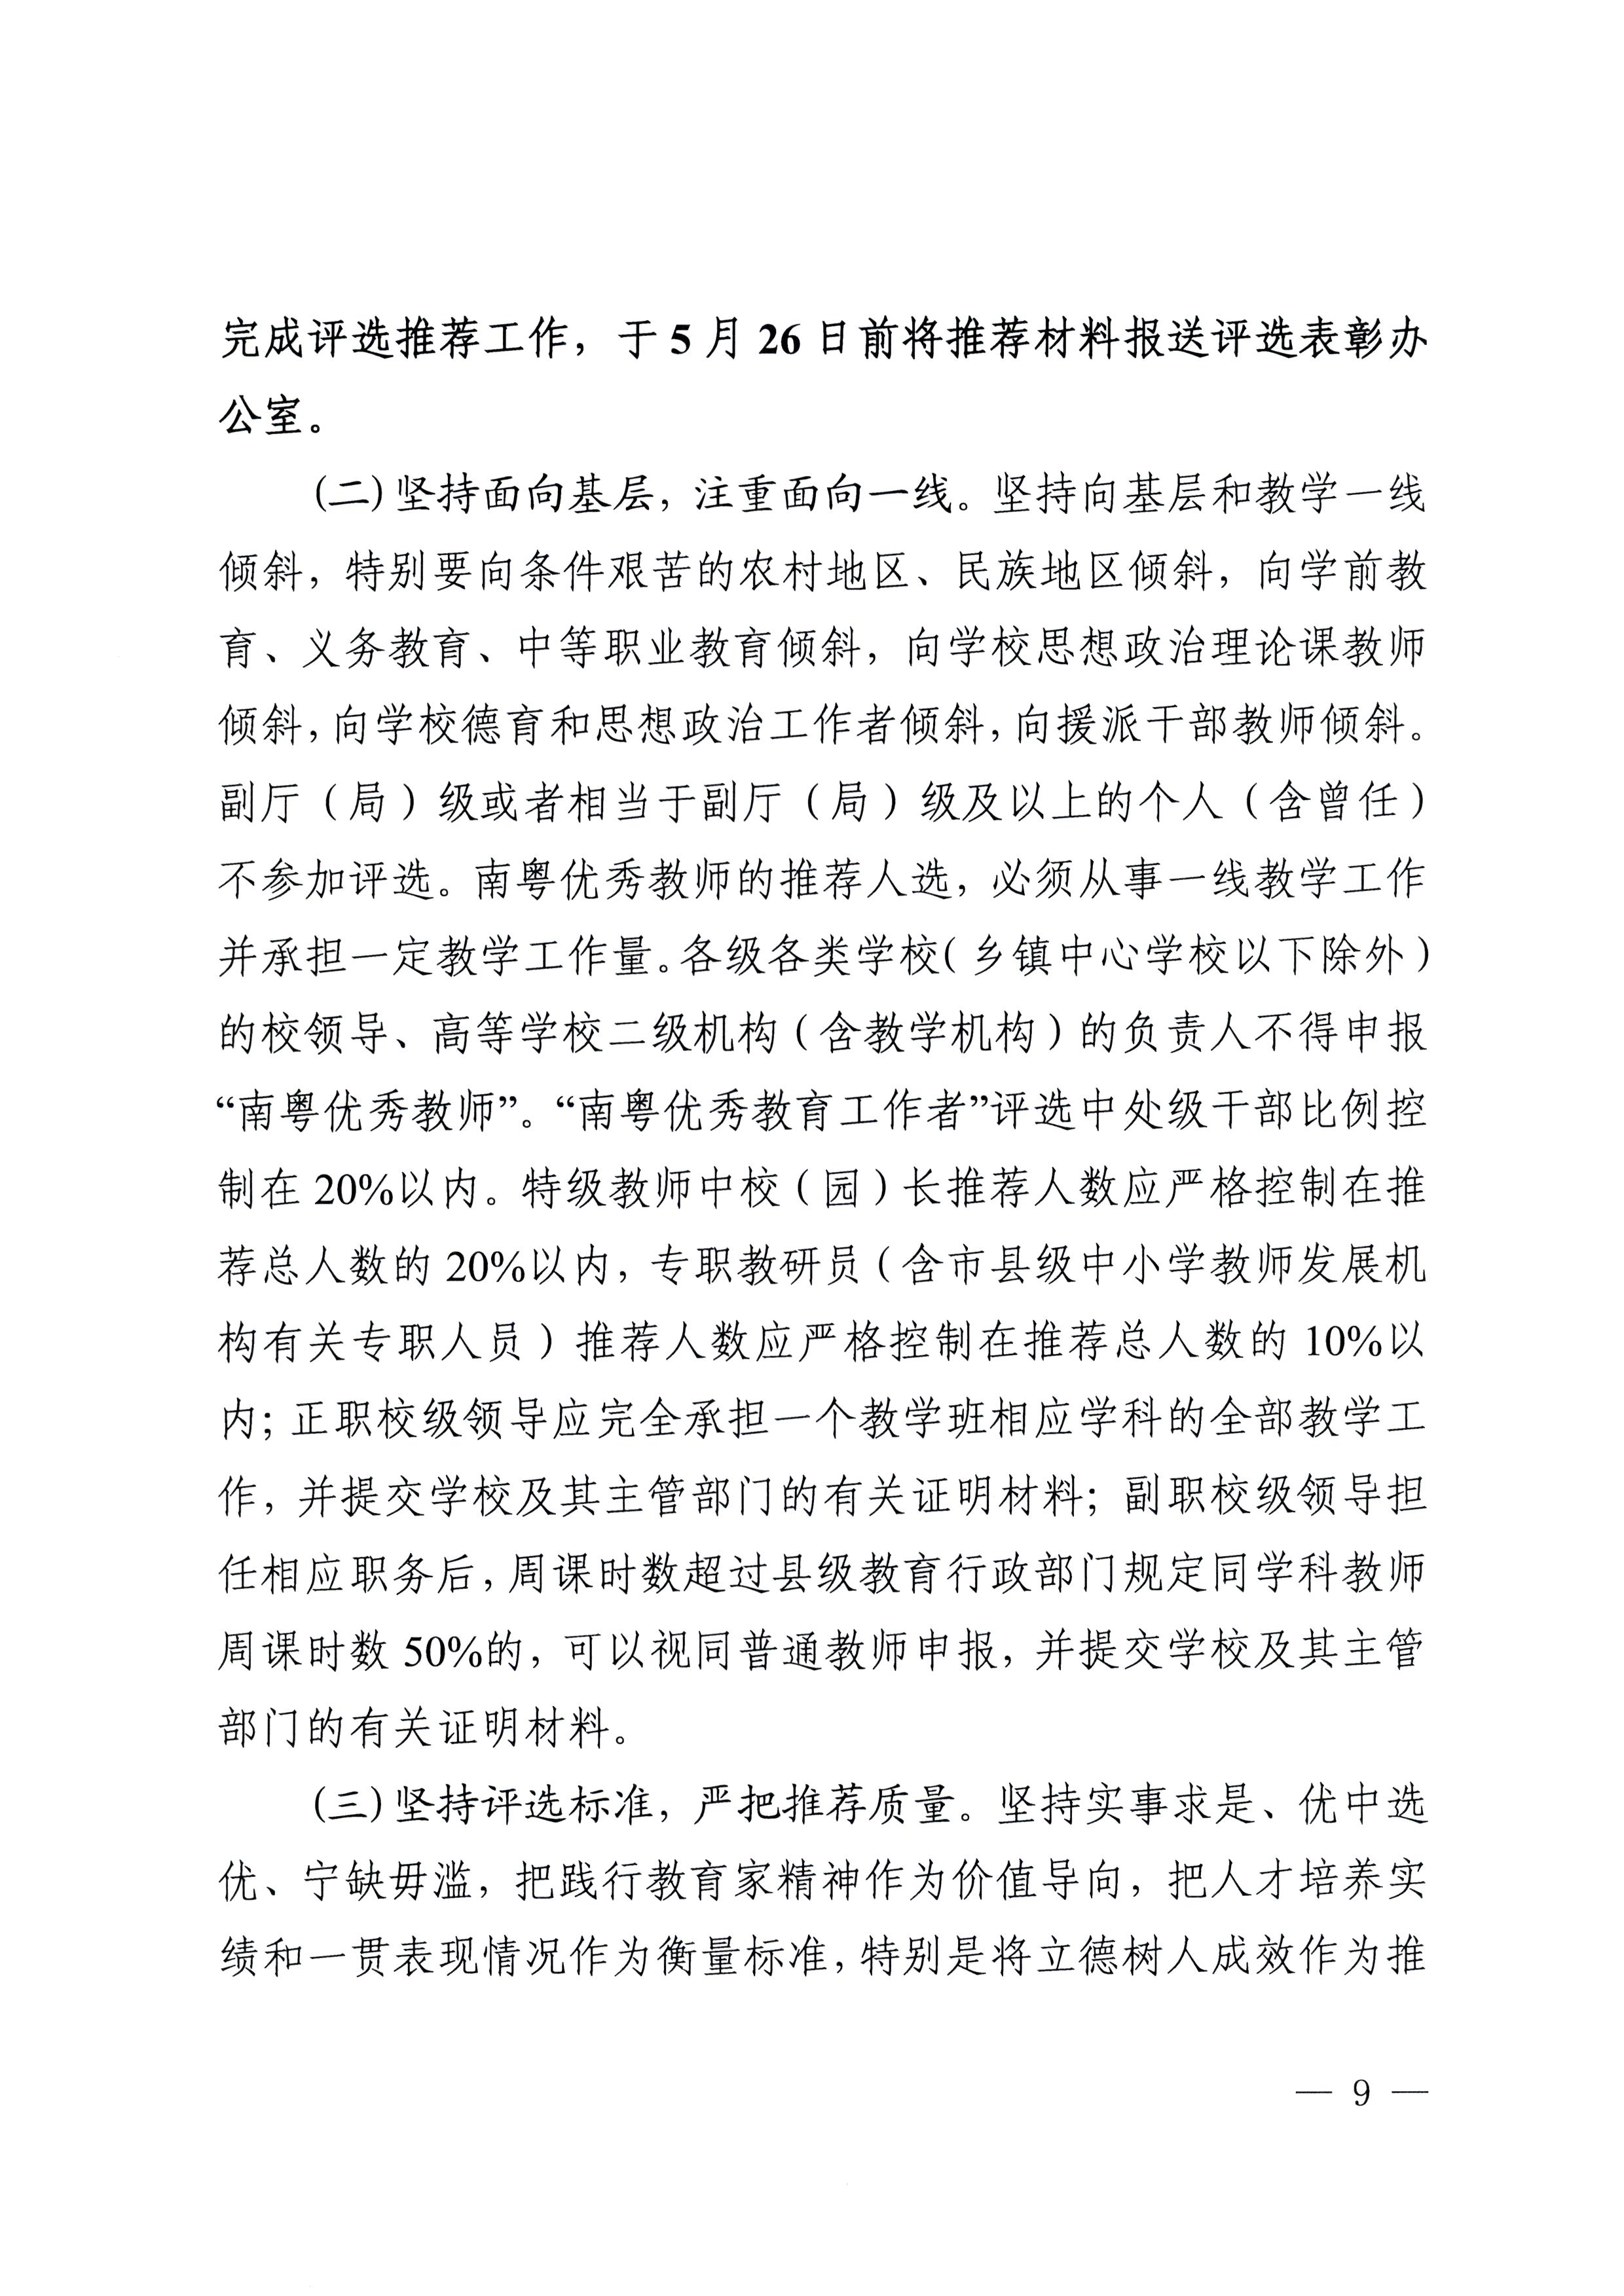 完成评选推荐工作，于 5 月 26 日前将推荐材料报送评选表彰办
公室。
(二) 坚持面向基层，注重面向一线。坚持向基层和教学一线
倾斜，特别要向条件艰苦的农村地区、民族地区倾斜，向学前教
育、义务教育、中等职业教育倾斜，向学校思想政治理论课教师
倾斜，向学校德育和思想政治工作者倾斜，向援派干部教师倾斜。
副厅（局）级或者相当于副厅（局）级及以上的个人（含曾任）
不参加评选。南粤优秀教师的推荐人选，必须从事一线教学工作
并承担一定教学工作量。各级各类学校（乡镇中心学校以下除外）
的校领导、高等学校二级机构（含教学机构）的负责人不得申报
“南粤优秀教师”。“南粤优秀教育工作者”评选中处级干部比例控
制在 20%以内。特级教师中校（园）长推荐人数应严格控制在推
荐总人数的 20%以内，专职教研员（含市县级中小学教师发展机
构有关专职人员）推荐人数应严格控制在推荐总人数的 10%以
内；正职校级领导应完全承担一个教学班相应学科的全部教学工
作，并提交学校及其主管部门的有关证明材料；副职校级领导担
任相应职务后，周课时数超过县级教育行政部门规定同学科教师
周课时数 50%的，可以视同普通教师申报，并提交学校及其主管
部门的有关证明材料。
(三) 坚持评选标准，严把推荐质量。坚持实事求是、优中选
优、宁缺毋滥，把践行教育家精神作为价值导向，把人才培养实
绩和一贯表现情况作为衡量标准，特别是将立德树人成效作为推
— 9 —